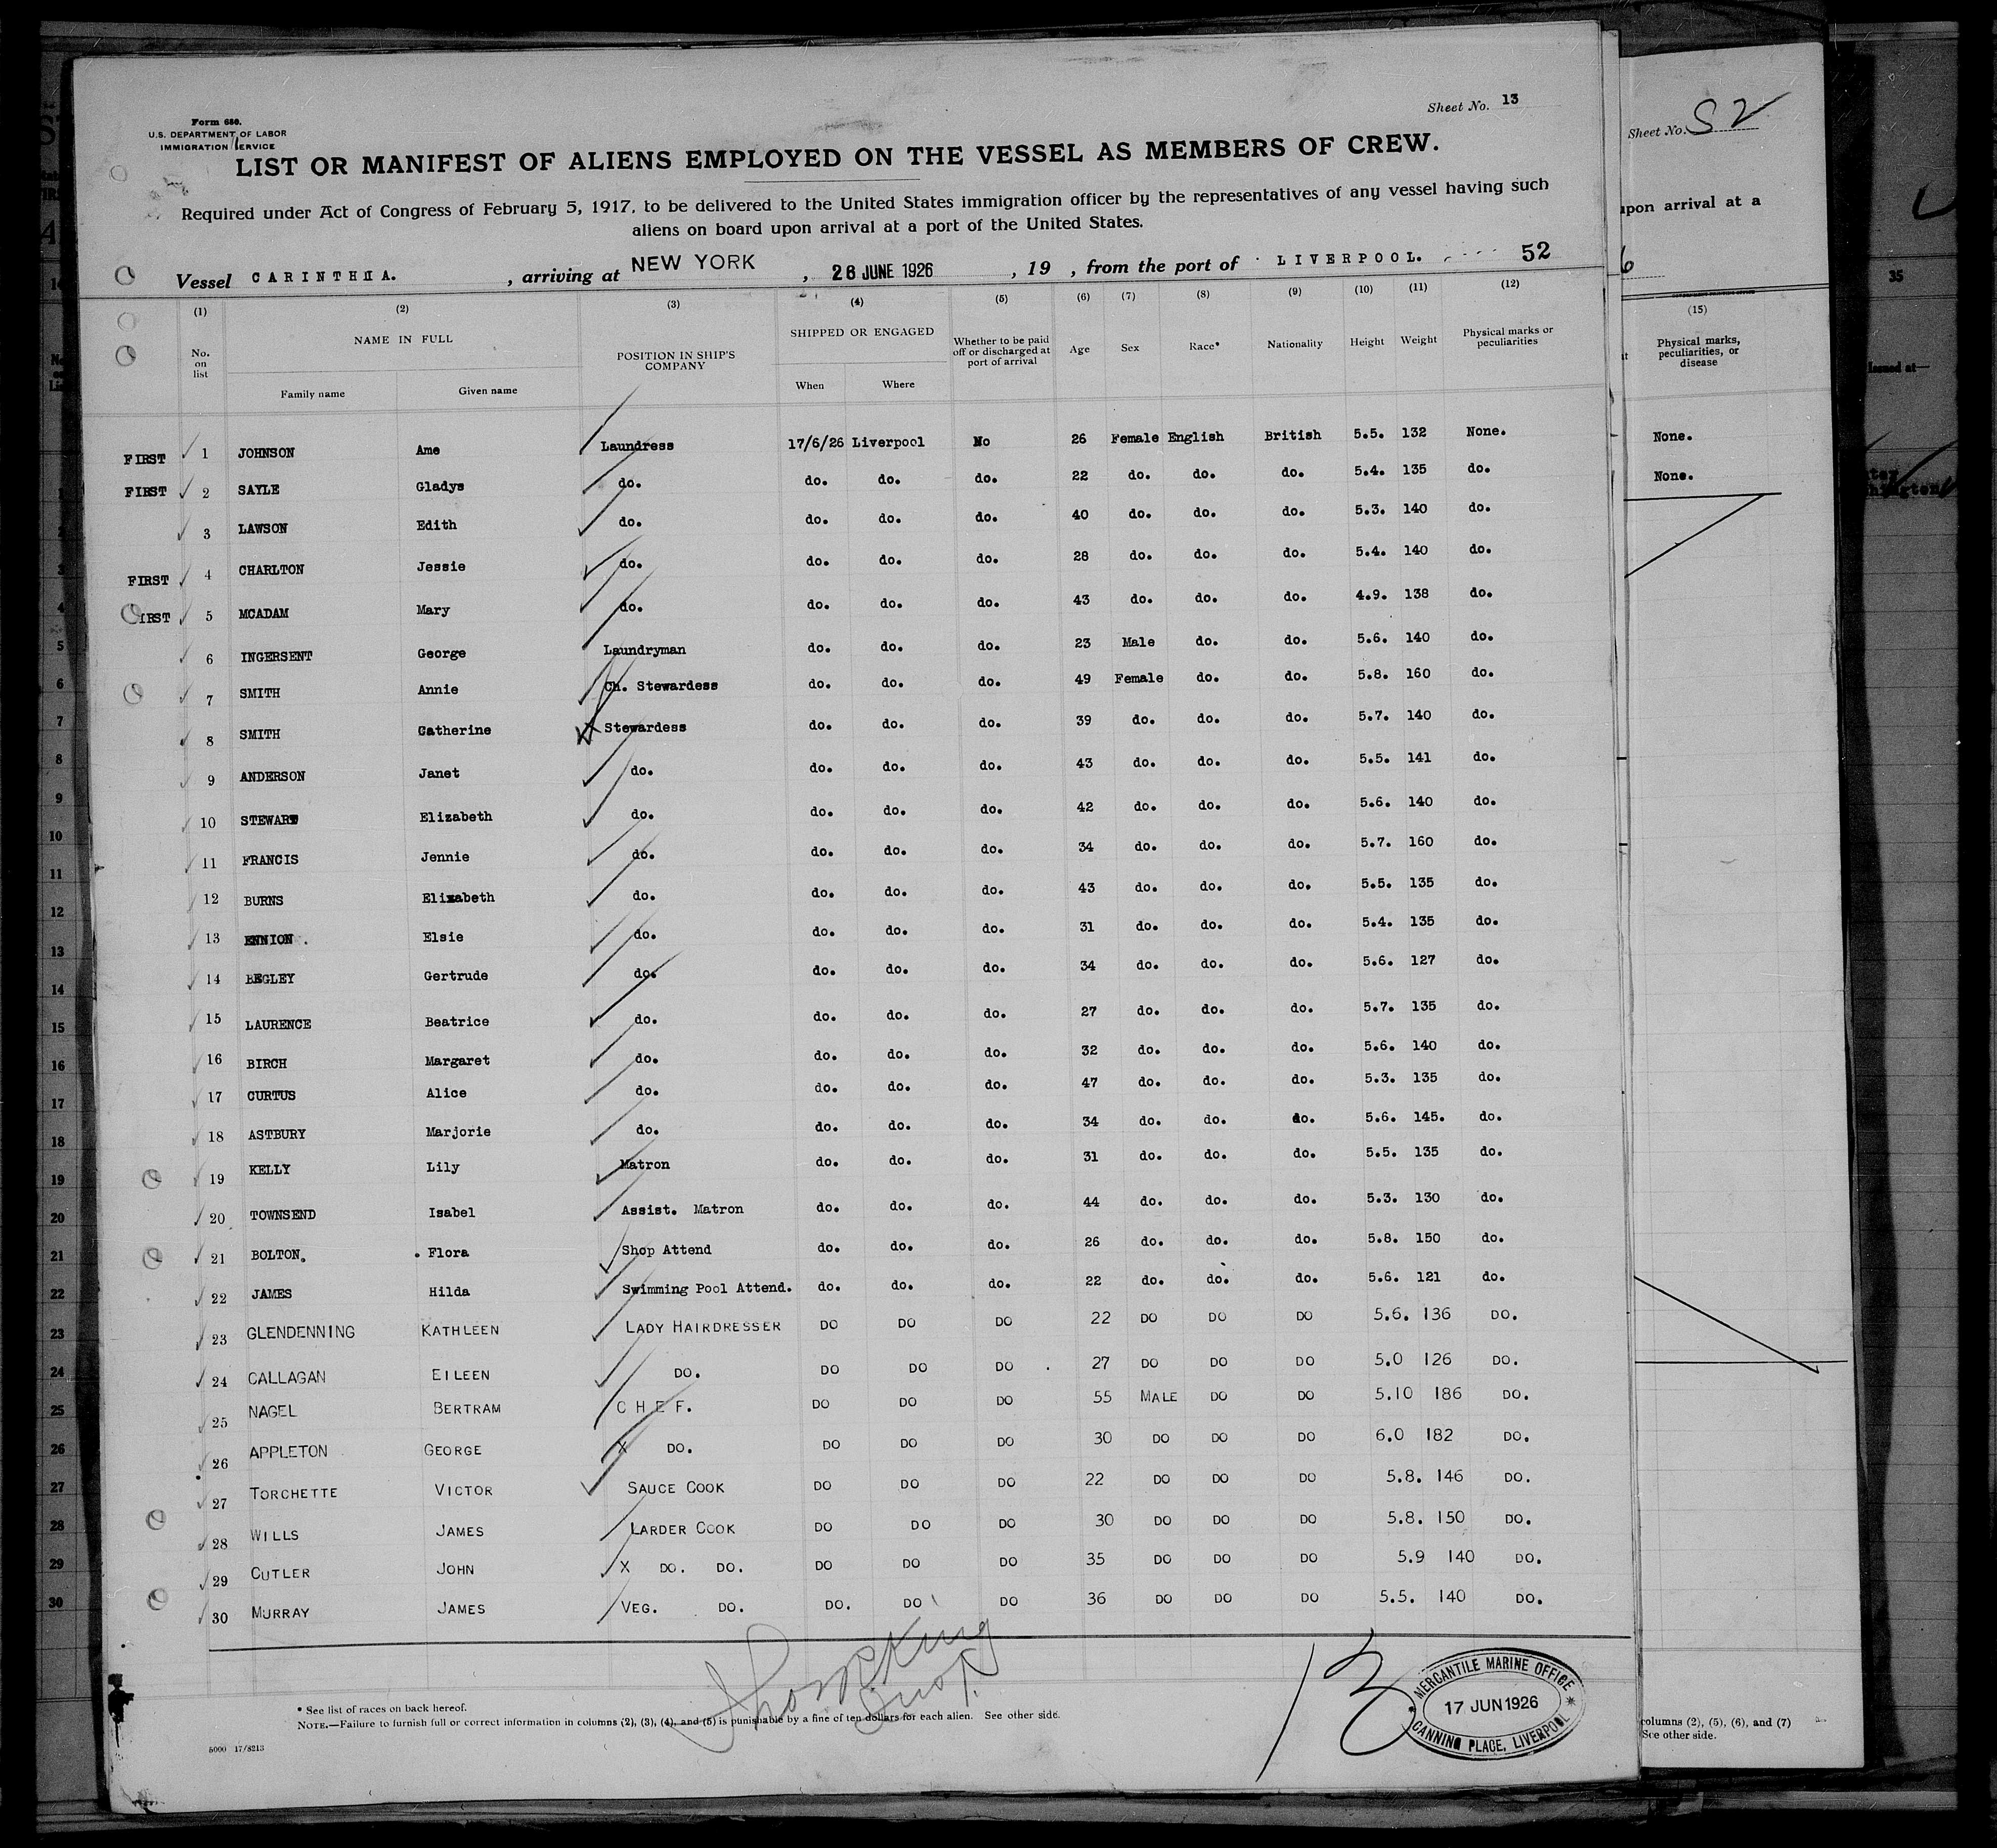 Sheet No. 13
Form 680.
U.S. DEPARTMENT OF LABOR
IMMIGRATION SERVICE
LIST OR MANIFEST OF ALIENS EMPLOYED ON THE VESSEL AS MEMBERS OF CREW.
Required under Act of Congress of February 5, 1917, to be delivered to the United States immigration officer by the representatives of any vessel having such
aliens on board upon arrival at a port of the United States.
Vessel CARINTHIA. , arriving at NEW YORK , 26 JUNE 1926 , 19 , from the port of LIVERPOOL. 52
(1) (2) (3) (4) (5) (6) (7) (8) (9) (10) (11) (12)
No. on list NAME IN FULL Family name Given name POSITION IN SHIP'S COMPANY SHIPPED OR ENGAGED When Where Whether to be paid off or discharged at port of arrival Age Sex Race* Nationality Height Weight Physical marks or peculiarities
FIRST 1 JOHNSON Ame Laundress 17/6/26 Liverpool No 26 Female English British 5.5. 132 None.
FIRST 2 SAYLE Gladys do. do. do. do. 22 do. do. do. 5.4. 135 do.
3 LAWSON Edith do. do. do. do. 40 do. do. do. 5.3. 140 do.
FIRST 4 CHARLTON Jessie do. do. do. do. 28 do. do. do. 5.4. 140 do.
FIRST 5 MCADAM Mary do. do. do. do. 43 do. do. do. 4.9. 138 do.
6 INGERSENT George Laundryman do. do. do. 23 Male do. do. 5.6. 140 do.
7 SMITH Annie Ch. Stewardess do. do. do. 49 Female do. do. 5.8. 160 do.
8 SMITH Catherine Stewardess do. do. do. 39 do. do. do. 5.7. 140 do.
9 ANDERSON Janet do. do. do. do. 43 do. do. do. 5.5. 141 do.
10 STEWART Elizabeth do. do. do. do. 42 do. do. do. 5.6. 140 do.
11 FRANCIS Jennie do. do. do. do. 34 do. do. do. 5.7. 160 do.
12 BURNS Elizabeth do. do. do. do. 43 do. do. do. 5.5. 135 do.
13 ENNION. Elsie do. do. do. do. 31 do. do. do. 5.4. 135 do.
14 BEGLEY Gertrude do. do. do. do. 34 do. do. do. 5.6. 127 do.
15 LAURENCE Beatrice do. do. do. do. 27 do. do. do. 5.7. 135 do.
16 BIRCH Margaret do. do. do. do. 32 do. do. do. 5.6. 140 do.
17 CURTUS Alice do. do. do. do. 47 do. do. do. 5.3. 135 do.
18 ASTBURY Marjorie do. do. do. do. 34 do. do. do. 5.6. 145. do.
19 KELLY Lily Matron do. do. do. 31 do. do. do. 5.5. 135 do.
20 TOWNSEND Isabel Assist. Matron do. do. do. 44 do. do. do. 5.3. 130 do.
21 BOLTON. Flora Shop Attend do. do. do. 26 do. do. do. 5.8. 150 do.
22 JAMES Hilda Swimming Pool Attend. do. do. do. 22 do. do. do. 5.6. 121 do.
23 GLENDENNING KATHLEEN LADY HAIRDRESSER DO DO DO 22 DO DO DO 5.6. 136 DO.
24 CALLAGAN EILEEN DO. DO DO DO . 27 DO DO DO 5.0 126 DO.
25 NAGEL BERTRAM CHEF. DO DO DO 55 MALE DO DO 5.10 186 DO.
26 APPLETON GEORGE X DO. DO DO DO 30 DO DO DO 6.0 182 DO.
27 TORCHETTE VICTOR SAUCE COOK DO DO DO 22 DO DO DO 5.8. 146 DO.
28 WILLS JAMES LARDER COOK DO DO DO 30 DO DO DO 5.8. 150 DO.
29 CUTLER JOHN X DO. DO. DO DO DO 35 DO DO DO 5.9 140 DO.
30 MURRAY JAMES VEG. DO. DO. DO DO 36 DO DO DO 5.5. 140 DO.
13
MERCANTILE MARINE OFFICE
17 JUN 1926
CANNING PLACE, LIVERPOOL
* See list of races on back hereof.
NOTE.—Failure to furnish full or correct information in columns (2), (3), (4), and (5) is punishable by a fine of ten dollars for each alien. See other side.
5000 17/8213
Sheet No. 52
upon arrival at a
6
(15)
Physical marks, peculiarities, or disease
None.
None.
columns (2), (5), (6), and (7)
See other side.
35
Issued at—